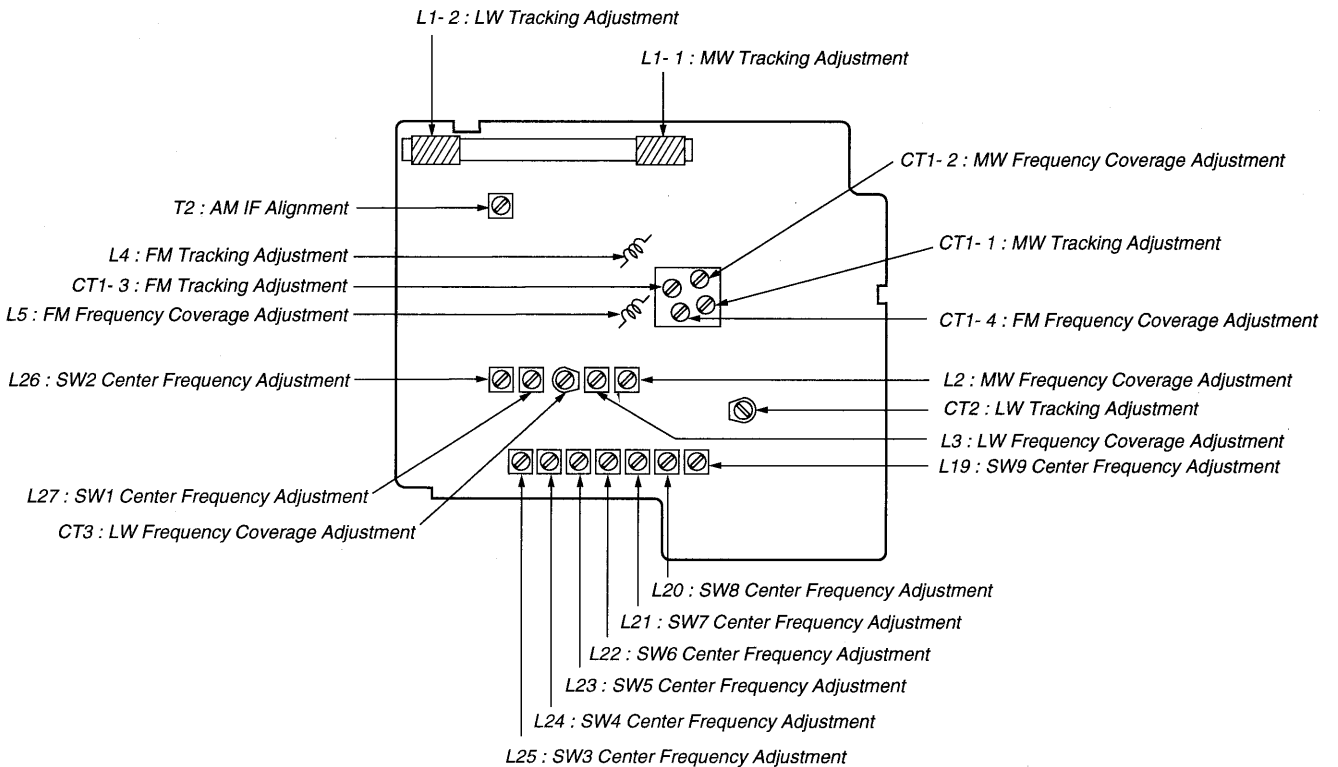 L1- 2 : LW Tracking Adjustment
L1- 1 : MW Tracking Adjustment
CT1- 2 : MW Frequency Coverage Adjustment
T2 : AM IF Alignment
CT1- 1 : MW Tracking Adjustment
L4 : FM Tracking Adjustment
CT1- 3 : FM Tracking Adjustment
L5 : FM Frequency Coverage Adjustment
CT1- 4 : FM Frequency Coverage Adjustment
L26 : SW2 Center Frequency Adjustment
L2 : MW Frequency Coverage Adjustment
CT2 : LW Tracking Adjustment
L3 : LW Frequency Coverage Adjustment
L19 : SW9 Center Frequency Adjustment
L27 : SW1 Center Frequency Adjustment
CT3 : LW Frequency Coverage Adjustment
L20 : SW8 Center Frequency Adjustment
L21 : SW7 Center Frequency Adjustment
L22 : SW6 Center Frequency Adjustment
L23 : SW5 Center Frequency Adjustment
L24 : SW4 Center Frequency Adjustment
L25 : SW3 Center Frequency Adjustment